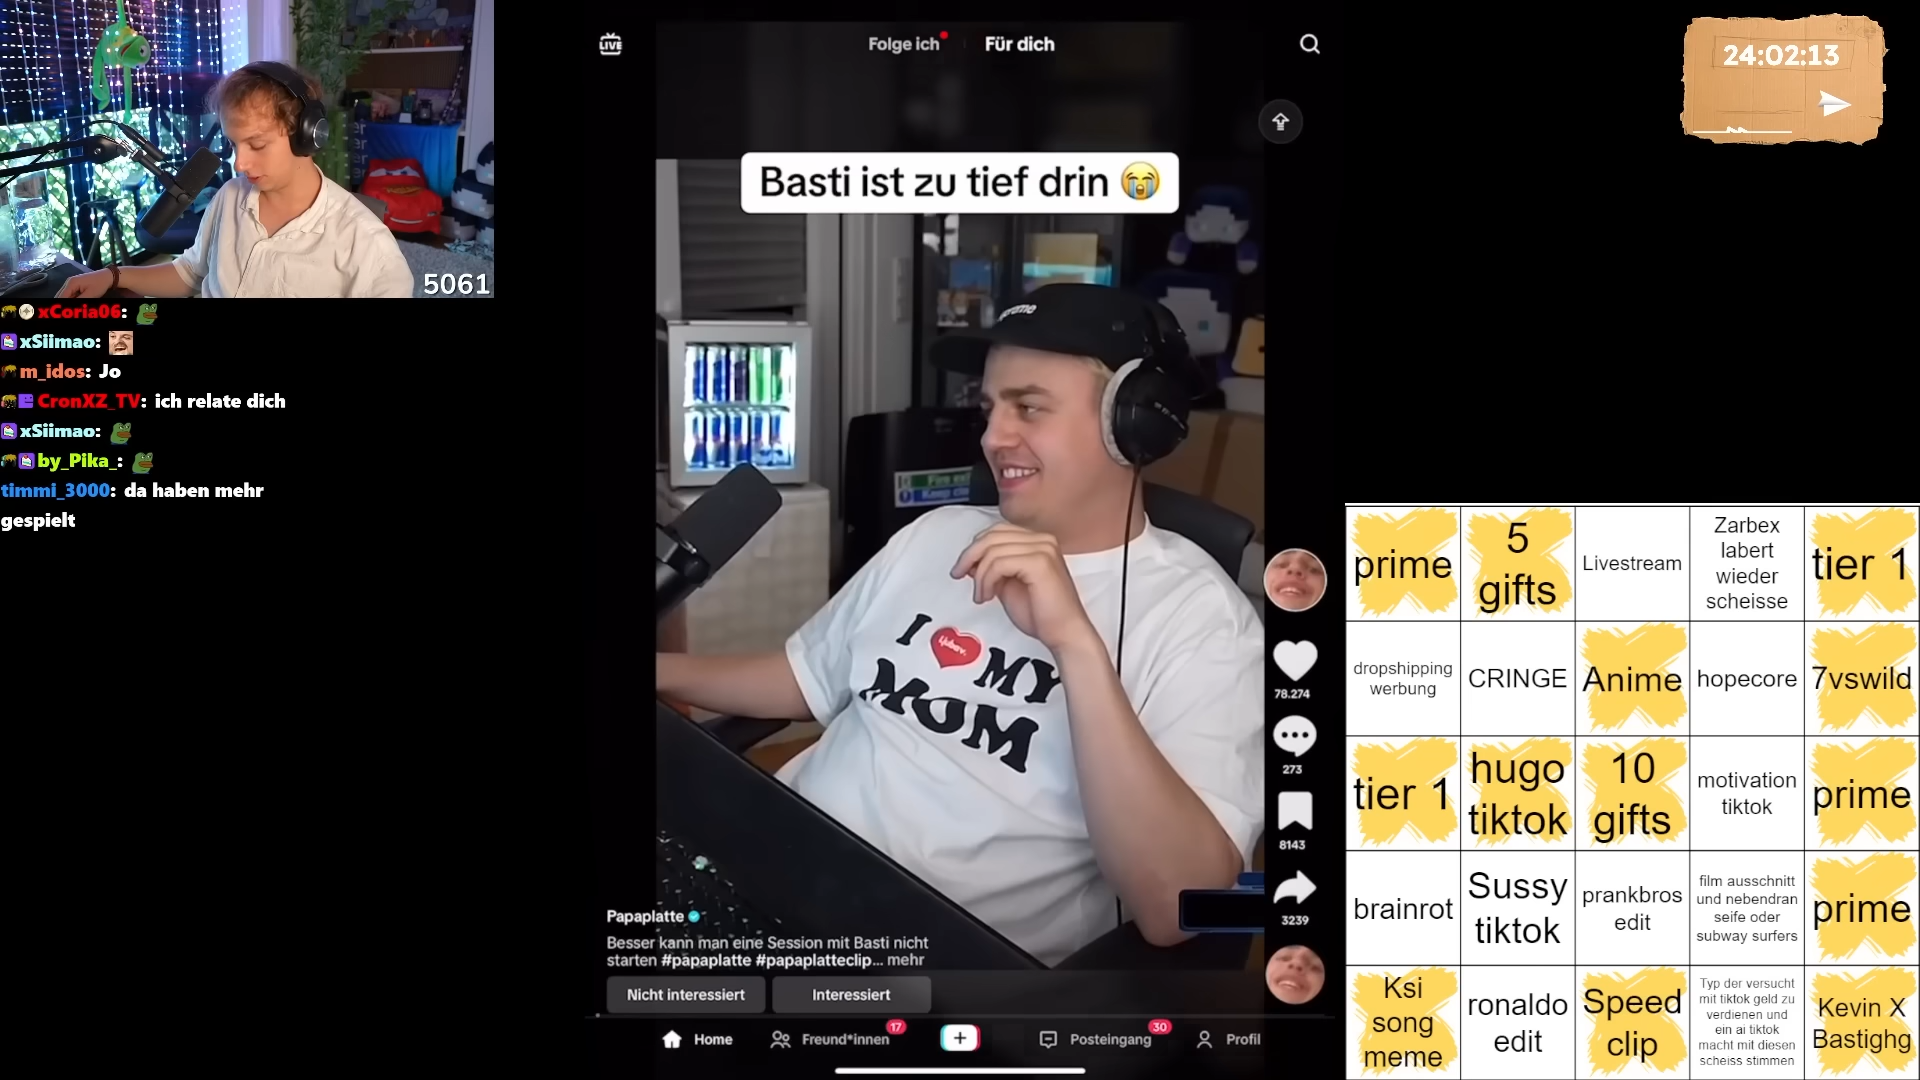 5061
xCoria06:
xSiimao:
m_idos: Jo
CronXZ_TV: ich relate dich
xSiimao:
by_Pika_:
timmi_3000: da haben mehr
gespielt
LIVE
Folge ich
Für dich
Basti ist zu tief drin 😭
I MY
MOM
78.274
273
8143
3239
Papaplatte
Besser kann man eine Session mit Basti nicht
starten #papaplatte #papaplatteclip... mehr
Nicht interessiert
Interessiert
Home
Freund*innen
17
Posteingang
30
Profil
24:02:13
prime
5
gifts
Livestream
Zarbex
labert
wieder
scheisse
tier 1
dropshipping
werbung
CRINGE
Anime
hopecore
7vswild
tier 1
hugo
tiktok
10
gifts
motivation
tiktok
prime
brainrot
Sussy
tiktok
prankbros
edit
film ausschnitt
und nebendran
seife oder
subway surfers
prime
Ksi
song
meme
ronaldo
edit
Speed
clip
Typ der versucht
mit tiktok geld zu
verdienen und
ein ai tiktok
macht mit diesen
scheiss stimmen
Kevin X
Bastighg